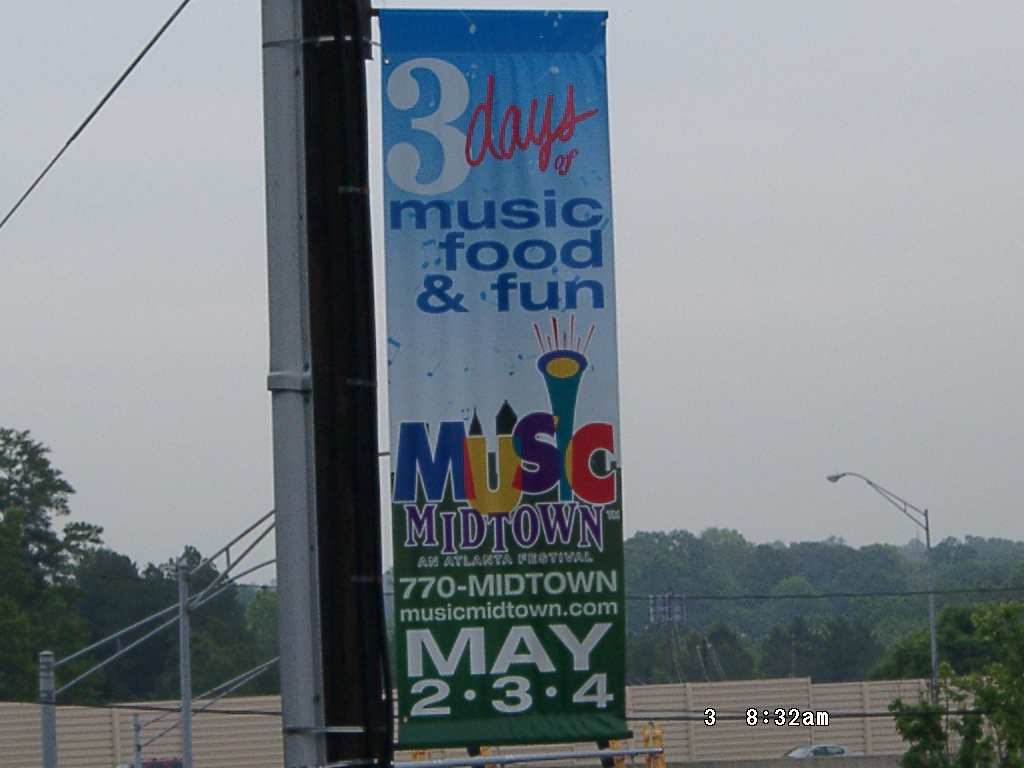 3 days
of
music
food
& fun
MUSIC
MIDTOWN™
AN ATLANTA FESTIVAL
770-MIDTOWN
musicmidtown.com
MAY
2·3·4
3 8:32am